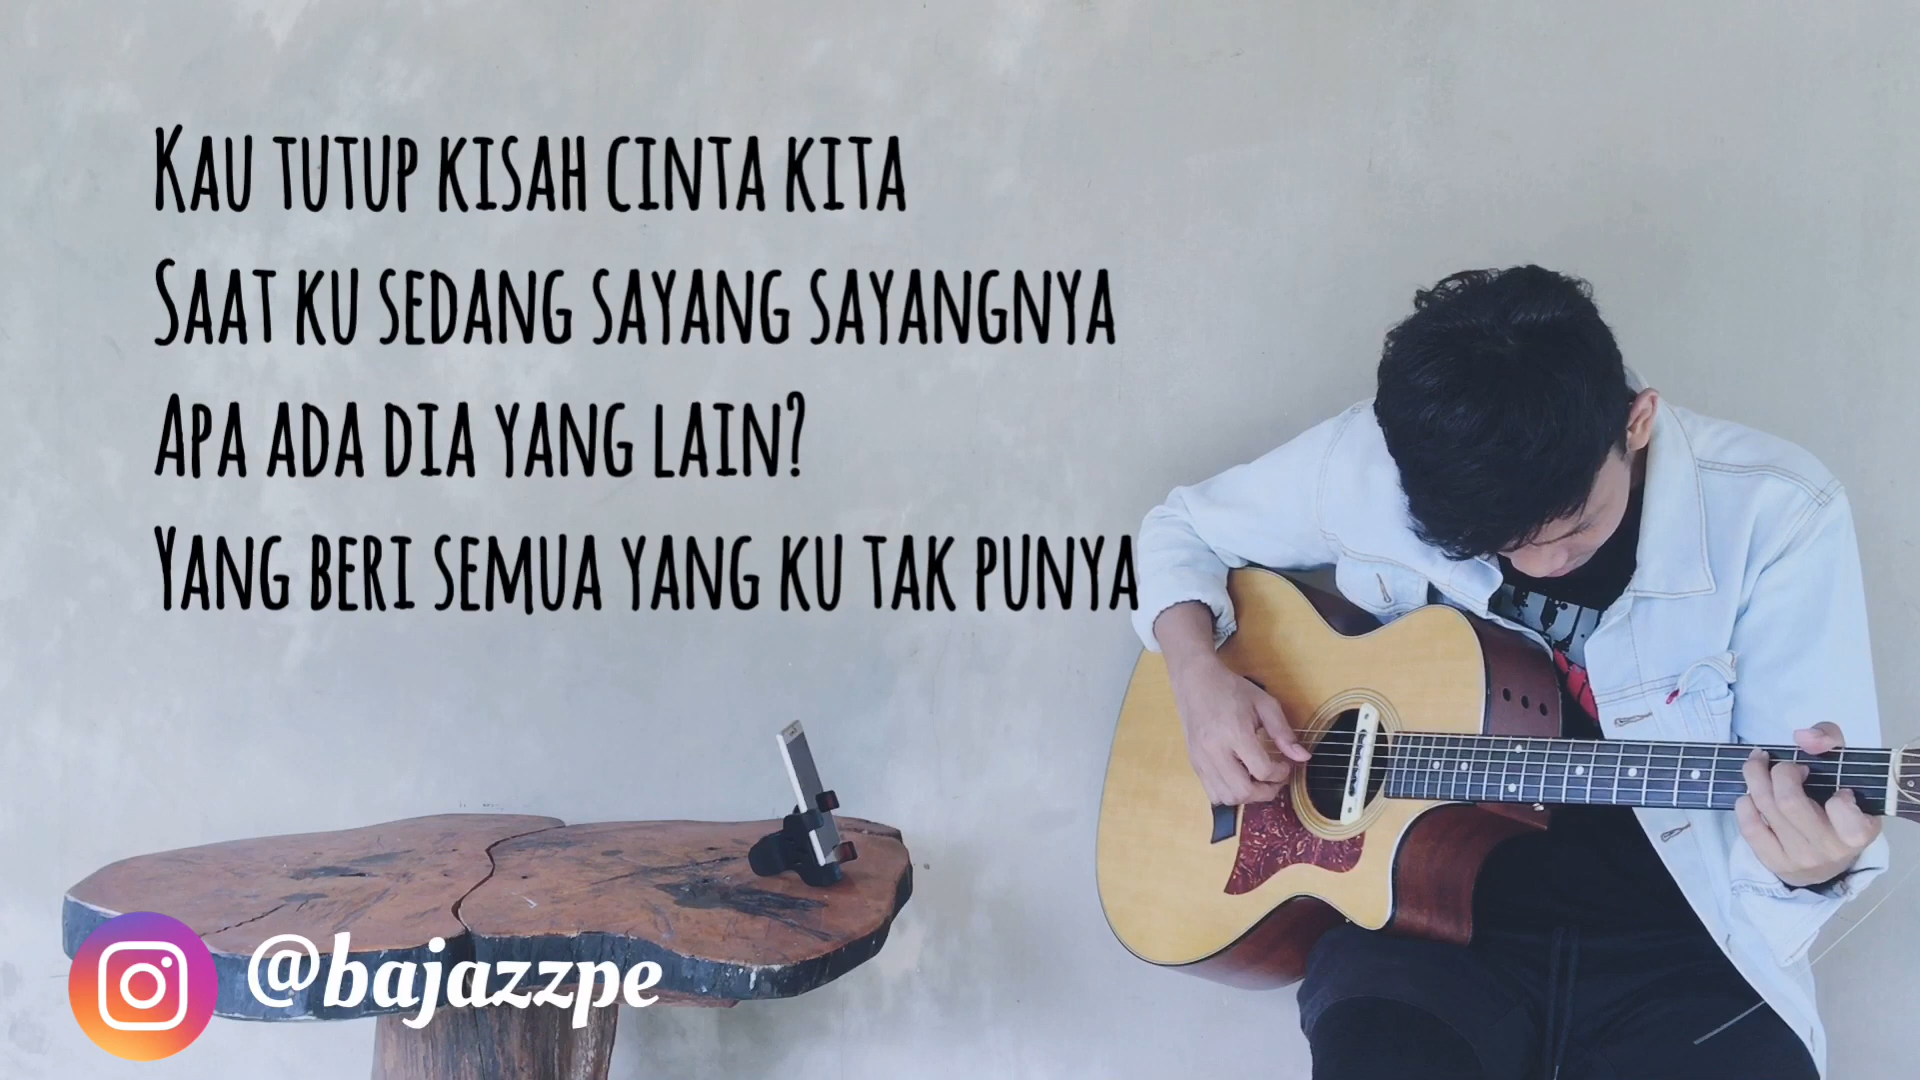 Kau tutup kisah cinta kita
Saat ku sedang sayang sayangnya
Apa ada dia yang lain?
Yang beri semua yang ku tak punya
@bajazzpe